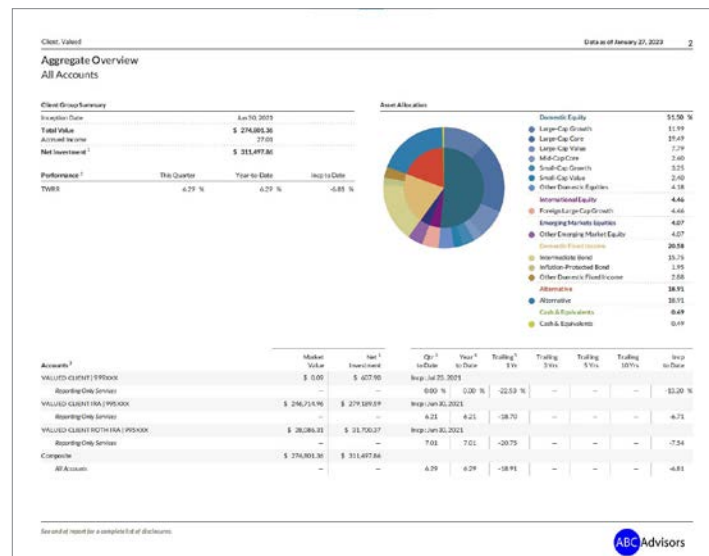 Client, Valued
Data as of January 27, 2023 2
Aggregate Overview
All Accounts
Client Group Summary
Inception Date Jun 30, 2021
Total Value $ 274,801.36
Accrued Income 27.03
Net Investment 1 $ 311,497.86
Performance 2 This Quarter Year-to-Date Incp to Date
TWRR 6.29 % 6.29 % %
Asset Allocation
Domestic Equity 51.50 %
Large-Cap Growth 11.99
Large-Cap Core 19.49
Large-Cap Value 7.79
Mid-Cap Core 2.60
Small-Cap Growth 3.25
Small-Cap Value 2.40
Other Domestic Equities 4.18
International Equity 4.46
Foreign Large Cap Growth 4.46
Emerging Markets Equities 4.07
Other Emerging Market Equity 4.07
Domestic Fixed Income 20.58
Intermediate Bond 15.75
Inflation-Protected Bond 1.95
Other Domestic Fixed Income 2.88
Alternative 18.91
Alternative 18.91
Cash & Equivalents 0.49
Cash & Equivalents 0.49
Accounts 3 Market Value Net 1 Investment Qtr 3 to Date Year 4 to Date Trailing 5 1 Yr Trailing 3 Yrs Trailing 5 Yrs Trailing 10 Yrs Incp to Date
VALUED CLIENT | 999XXX $ 0.09 $ 607.90 Incp: Jul 25, 2021
Reporting Only Services — — 0.00 % 0.00 % -22.53 % — — — -13.20 %
VALUED CLIENT IRA | 995XXX $ 246,714.96 $ 279,189.59 Incp: Jun 30, 2021
Reporting Only Services — — 6.21 6.21 -18.70 — — — -6.71
VALUED CLIENT ROTH IRA | 995XXX $ 28,086.31 $ 31,700.37 Incp: Jun 30, 2021
Reporting Only Services — — 7.01 7.01 -20.75 — — — -7.54
Composite $ 274,801.36 $ 311,497.86
All Accounts — — 6.29 6.29 -18.91 — — — -6.81
See end of report for a complete list of disclosures.
ABC Advisors